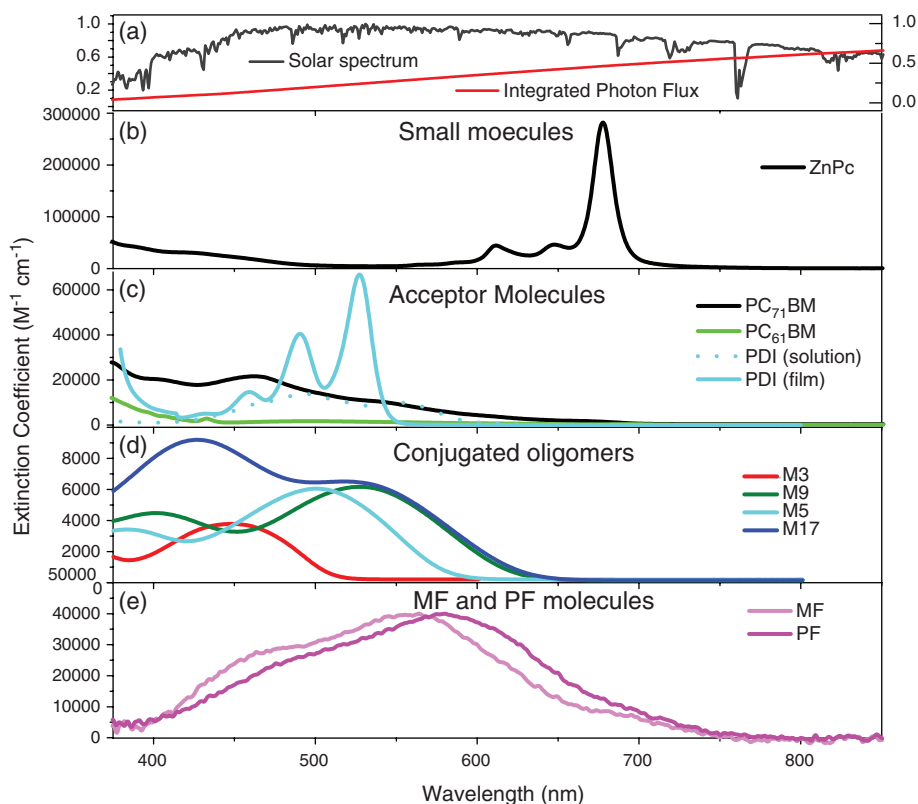 (a)
1.0
0.6
0.2
Solar spectrum
Integrated Photon Flux
1.0
0.5
0.0
(b)
Small moecules
300000
200000
100000
0
ZnPc
(c)
Acceptor Molecules
60000
40000
20000
0
PC71BM
PC61BM
PDI (solution)
PDI (film)
(d)
Conjugated oligomers
8000
6000
4000
2000
M3
M9
M5
M17
50000
0
(e)
MF and PF molecules
40000
30000
20000
10000
0
MF
PF
400
500
600
700
800
Wavelength (nm)
Extinction Coefficient (M-1 cm-1)